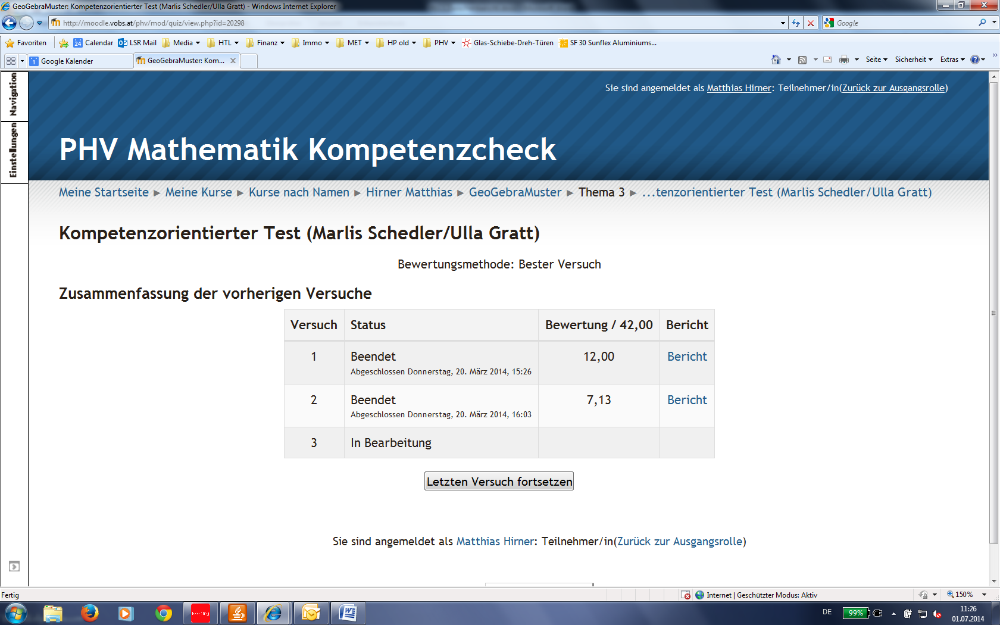 GeoGebraMuster: Kompetenzorientierter Test (Marlis Schedler/Ulla Gratt) - Windows Internet Explorer
http://moodle.vobs.at/phv/mod/quiz/view.php?id=20298
Google
Favoriten 24 Calendar LSR Mail Media HTL Finanz Immo MET HP old PHV Glas-Schiebe-Dreh-Türen SF 30 Sunflex Aluminiums...
1 Google Kalender GeoGebraMuster: Kom... Seite Sicherheit Extras
Navigation
Einstellungen
Sie sind angemeldet als Matthias Hirner: Teilnehmer/in(Zurück zur Ausgangsrolle)
PHV Mathematik Kompetenzcheck
Meine Startseite ► Meine Kurse ► Kurse nach Namen ► Hirner Matthias ► GeoGebraMuster ► Thema 3 ► ...tenzorientierter Test (Marlis Schedler/Ulla Gratt)
Kompetenzorientierter Test (Marlis Schedler/Ulla Gratt)
Bewertungsmethode: Bester Versuch
Zusammenfassung der vorherigen Versuche
Versuch Status Bewertung / 42,00 Bericht
1 Beendet 12,00 Bericht
Abgeschlossen Donnerstag, 20. März 2014, 15:26
2 Beendet 7,13 Bericht
Abgeschlossen Donnerstag, 20. März 2014, 16:03
3 In Bearbeitung
Letzten Versuch fortsetzen
Sie sind angemeldet als Matthias Hirner: Teilnehmer/in(Zurück zur Ausgangsrolle)
Fertig Internet | Geschützter Modus: Aktiv 150%
DE 99% 11:26
01.07.2014